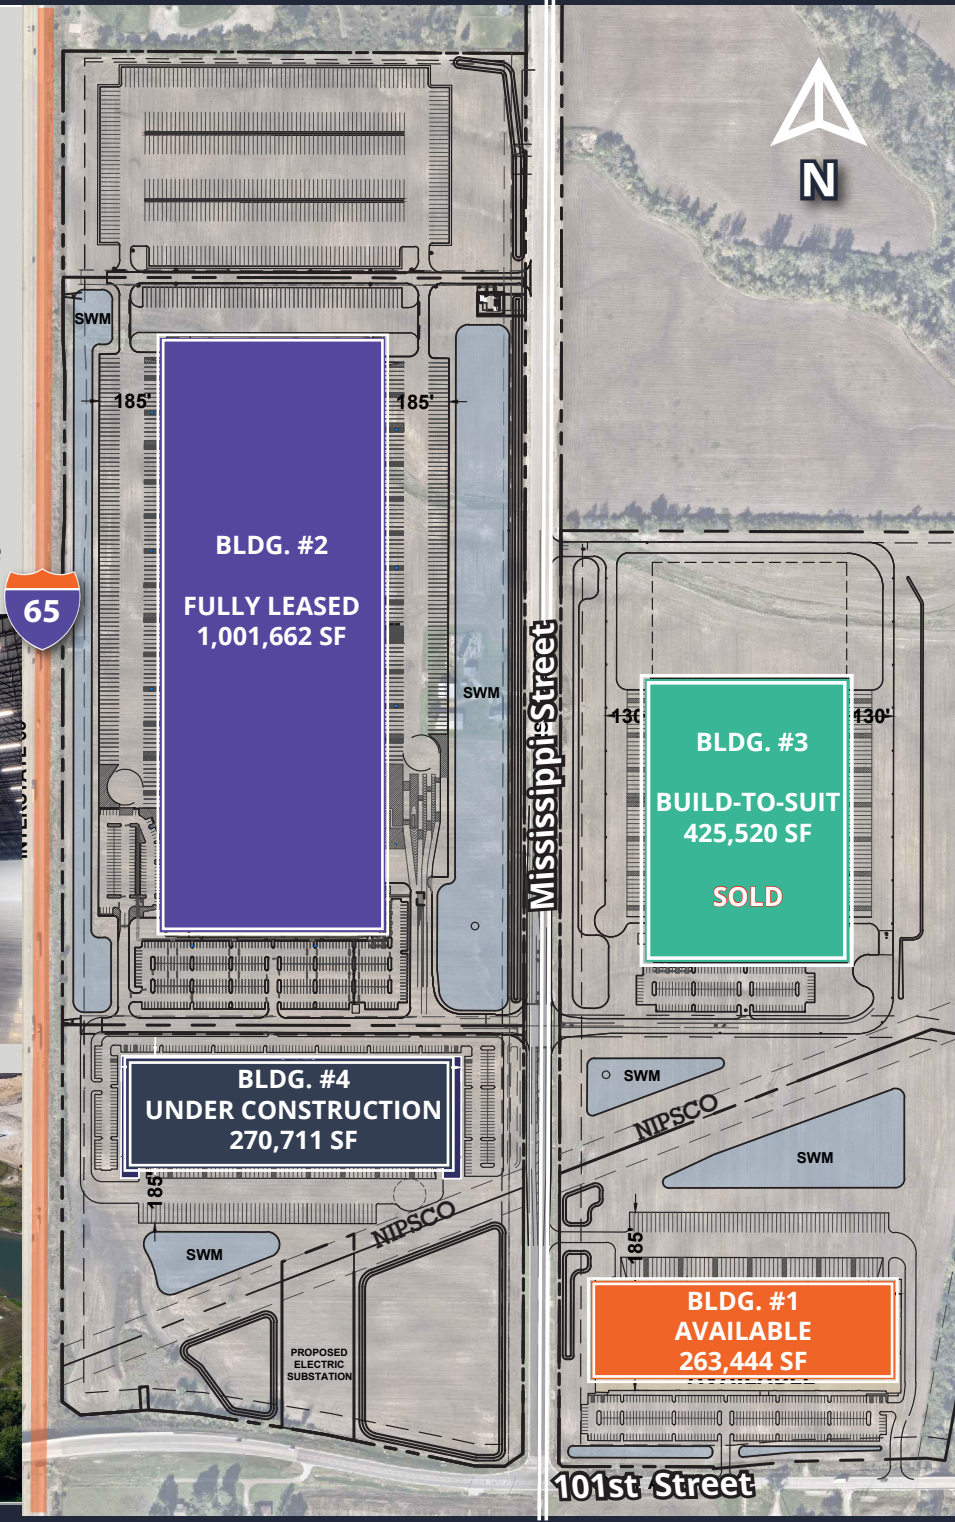 N
SWM
185'
185'
BLDG. #2
FULLY LEASED
1,001,662 SF
65
SWM
Mississippi Street
130'
BLDG. #3
BUILD-TO-SUIT
425,520 SF
SOLD
BLDG. #4
UNDER CONSTRUCTION
270,711 SF
185'
SWM
NIPSCO
SWM
NIPSCO
SWM
PROPOSED
ELECTRIC
SUBSTATION
185'
BLDG. #1
AVAILABLE
263,444 SF
101st Street